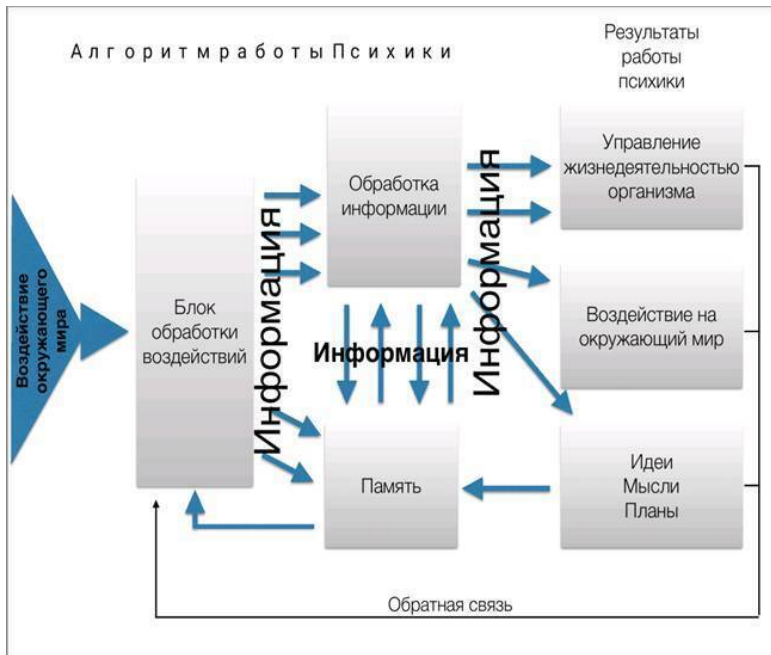 А л г о р и т м р а б о т ы П с и х и к и
Результаты
работы
психики
Воздействие
окружающего
мира
Блок
обработки
воздействий
Информация
Обработка
информации
Информация
Информация
Память
Управление
жизнедеятельностью
организма
Воздействие на
окружающий мир
Идеи
Мысли
Планы
Обратная связь